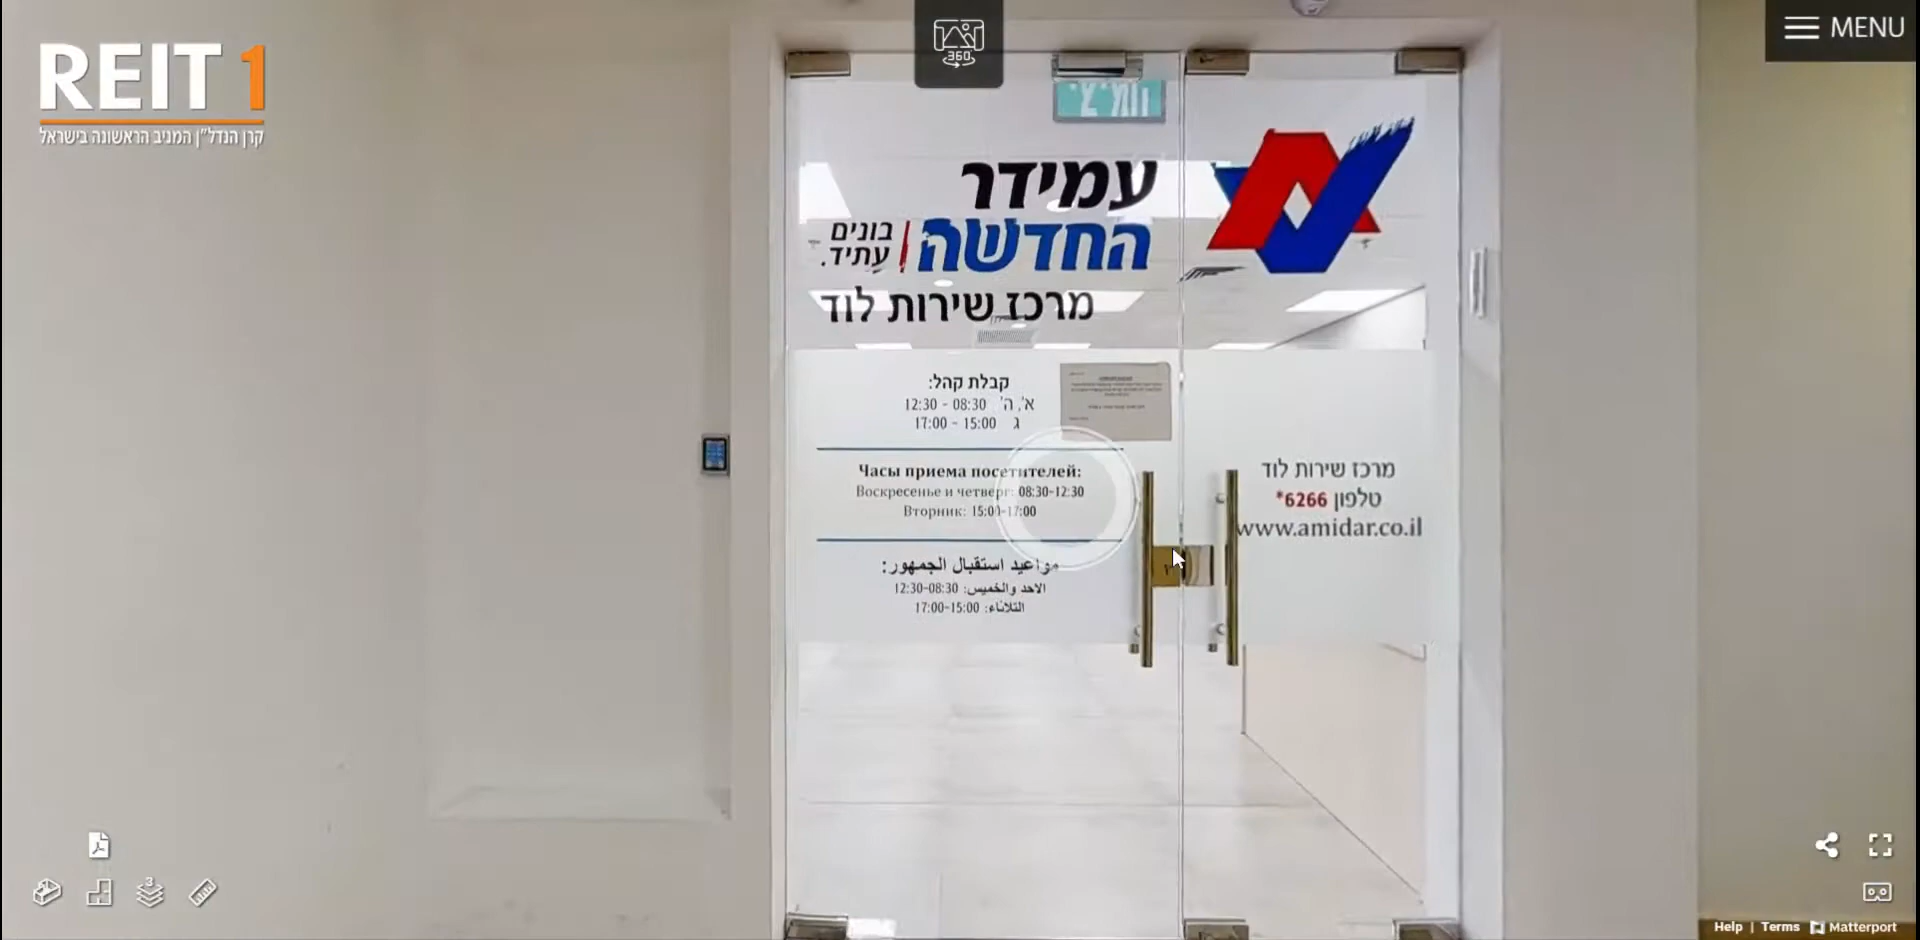 REIT 1
קרן הנדל"ן המניב הראשונה בישראל
360
MENU
עמידר
החדשה
בונים
עתיד.
מרכז שירות לוד
קבלת קהל:
א', ה' 08:30 - 12:30
ג 15:00 - 17:00
Часы приема посетителей:
Воскресенье и четверг: 08:30-12:30
Вторник: 15:00-17:00
مواعيد استقبال الجمهور:
الاحد والخميس: 08:30-12:30
الثلاثاء: 15:00-17:00
מרכז שירות לוד
טלפון 6266*
www.amidar.co.il
3
Help | Terms Matterport